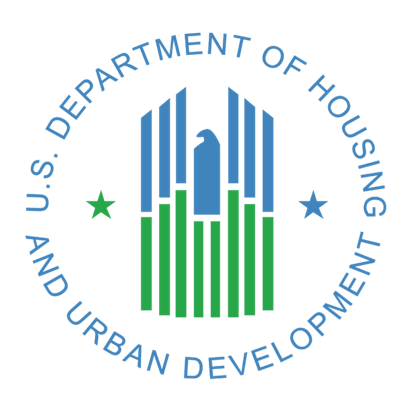 U.S. DEPARTMENT OF HOUSING
AND URBAN DEVELOPMENT